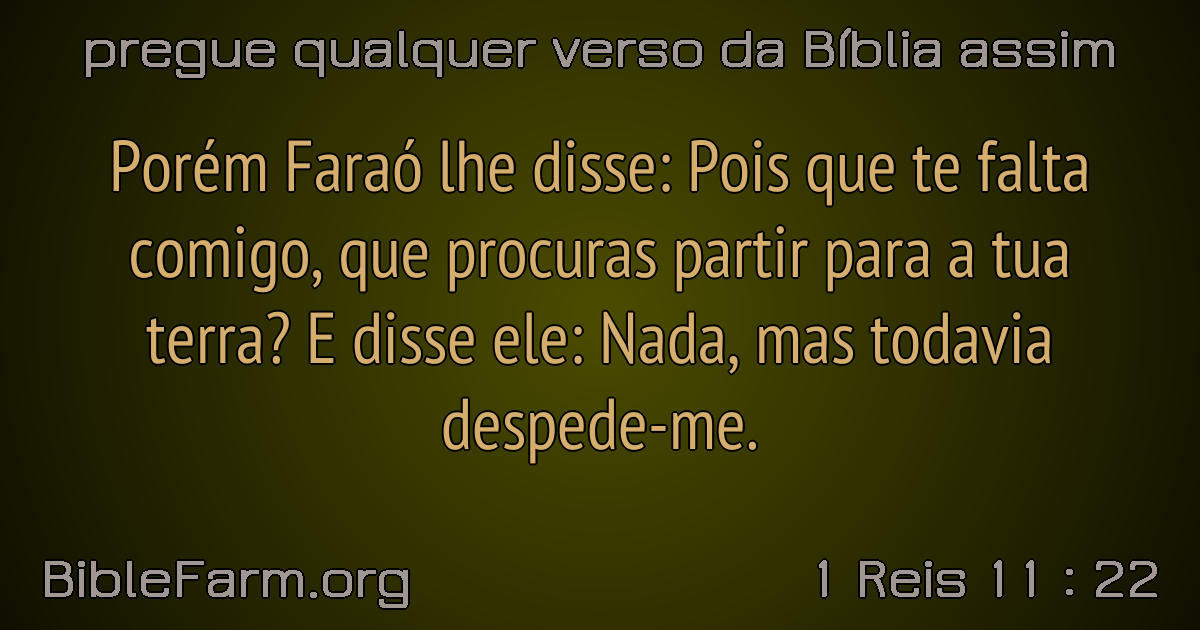 pregue qualquer verso da Bíblia assim
Porém Faraó lhe disse: Pois que te falta
comigo, que procuras partir para a tua
terra? E disse ele: Nada, mas todavia
despede-me.
BibleFarm.org
1 Reis 11 : 22